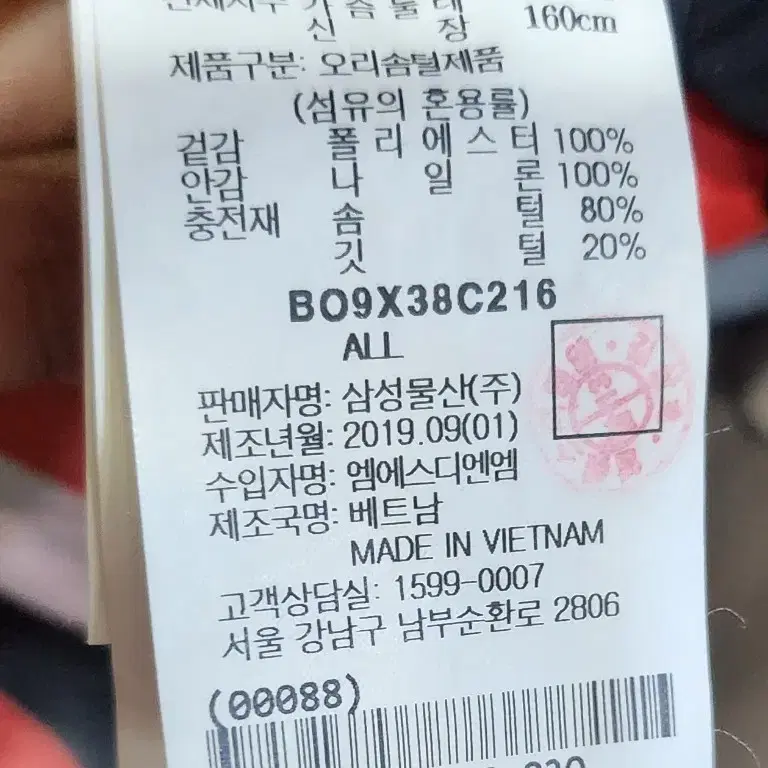 신 장 160cm
제품구분: 오리솜털제품
(섬유의 혼용률)
겉감 폴리에스터 100%
안감 나일론 100%
충전재 솜털 80%
깃털 20%
BO9X38C216
ALL
판매자명: 삼성물산(주)
제조년월: 2019.09(01)
수입자명: 엠에스디엔엠
제조국명: 베트남
MADE IN VIETNAM
고객상담실: 1599-0007
서울 강남구 남부순환로 2806
(00088)